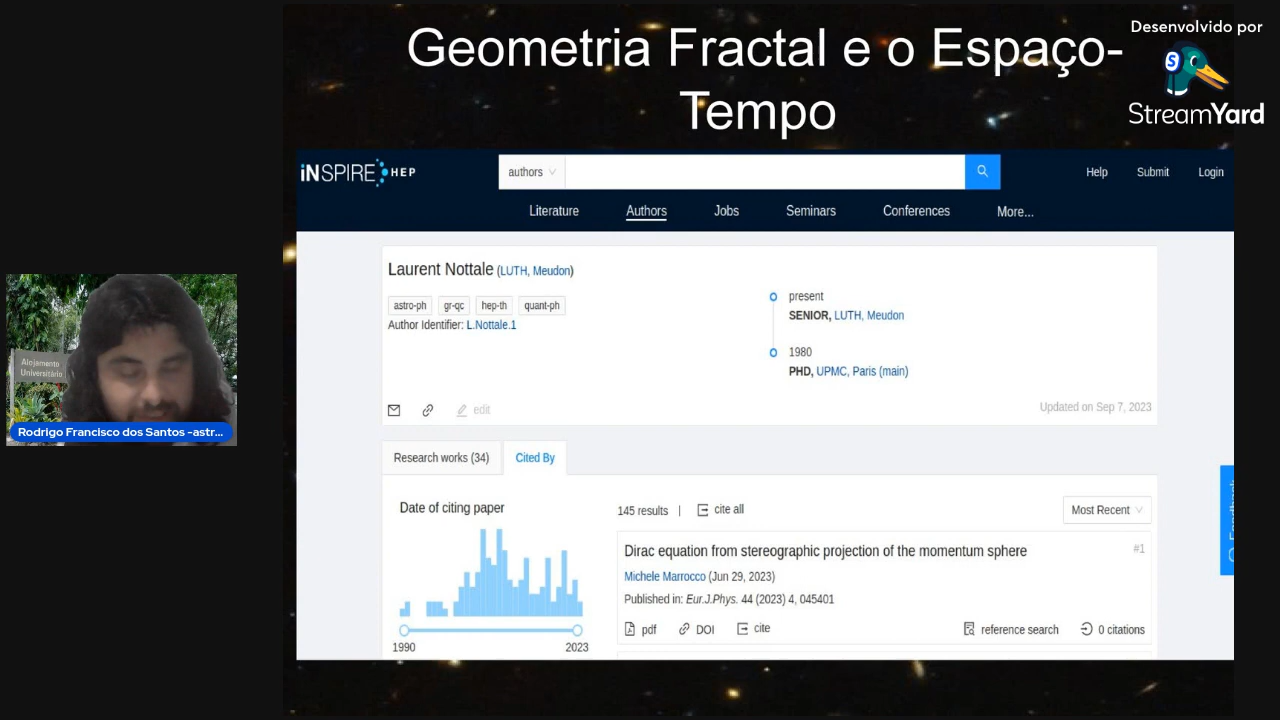 Geometria Fractal e o Espaço-
Tempo
Desenvolvido por
S
StreamYard
iNSPIRE HEP
authors
Help
Submit
Login
Literature
Authors
Jobs
Seminars
Conferences
More...
Laurent Nottale (LUTH, Meudon)
astro-ph
gr-qc
hep-th
quant-ph
Author Identifier: L.Nottale.1
present
SENIOR, LUTH, Meudon
1980
PHD, UPMC, Paris (main)
edit
Updated on Sep 7, 2023
Research works (34)
Cited By
Date of citing paper
1990
2023
145 results |
cite all
Most Recent
Dirac equation from stereographic projection of the momentum sphere
#1
Michele Marrocco (Jun 29, 2023)
Published in: Eur.J.Phys. 44 (2023) 4, 045401
pdf
DOI
cite
reference search
0 citations
Alojamento
Universitário
Rodrigo Francisco dos Santos -astr...